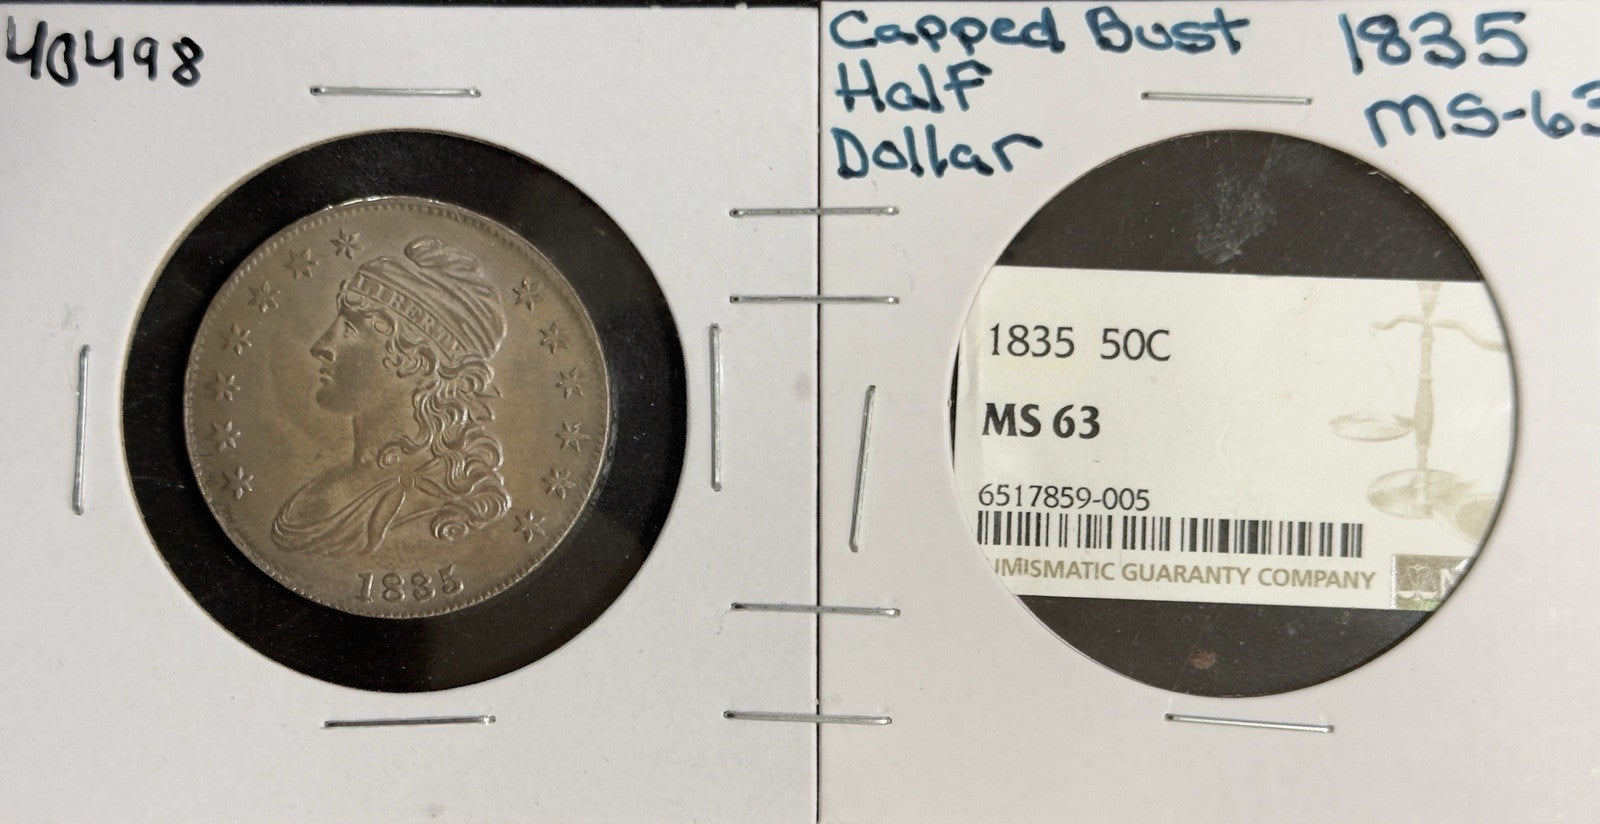 40498
LIBERTY
1835
Capped Bust
Half
Dollar
1835
MS-63
1835 50C
MS 63
6517859-005
UMISMATIC GUARANTY COMPANY
N